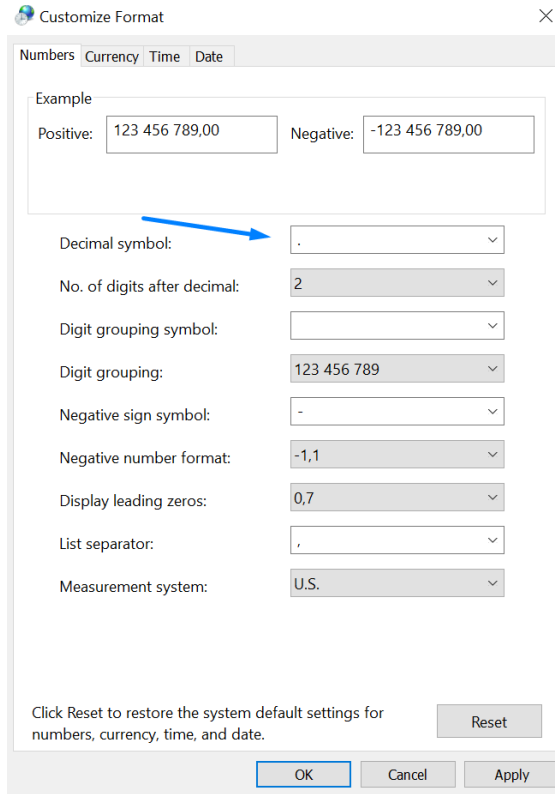 Customize Format
Numbers Currency Time Date
Example
Positive: 123 456 789,00 Negative: -123 456 789,00
Decimal symbol: .
No. of digits after decimal: 2
Digit grouping symbol:
Digit grouping: 123 456 789
Negative sign symbol: -
Negative number format: -1,1
Display leading zeros: 0,7
List separator: ,
Measurement system: U.S.
Click Reset to restore the system default settings for
numbers, currency, time, and date.
Reset
OK Cancel Apply